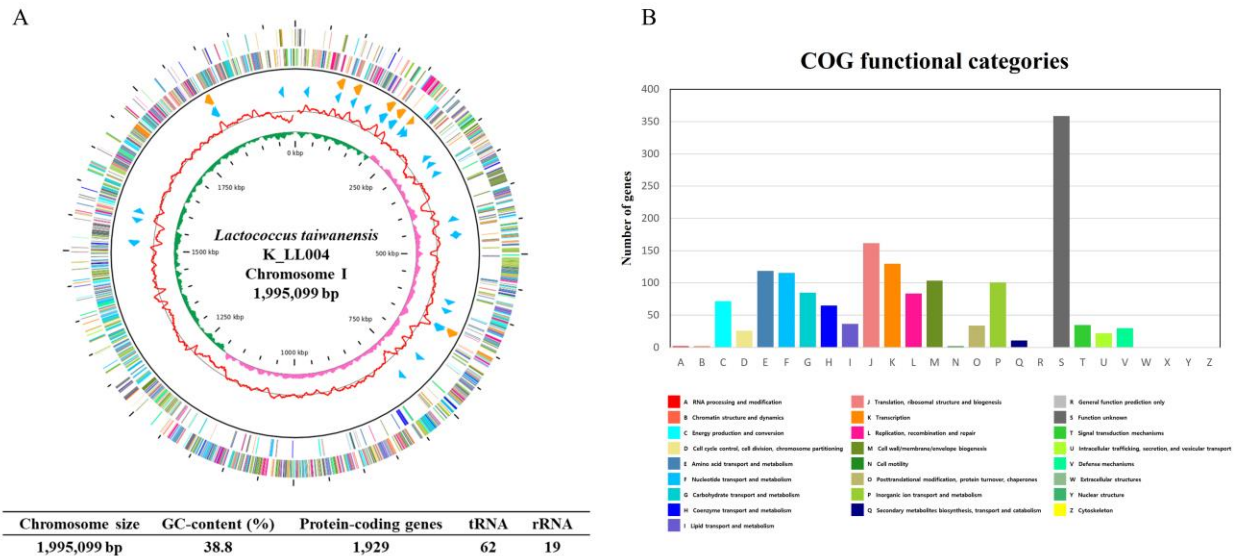 A
0 kbp
250 kbp
500 kbp
750 kbp
1000 kbp
1250 kbp
1500 kbp
1750 kbp
Lactococcus taiwanensis
K_LL004
Chromosome I
1,995,099 bp
Chromosome size GC-content (%) Protein-coding genes tRNA rRNA
1,995,099 bp 38.8 1,929 62 19
B
COG functional categories
Number of genes
400
350
300
250
200
150
100
50
0
A B C D E F G H I J K L M N O P Q R S T U V W X Y Z
A RNA processing and modification
B Chromatin structure and dynamics
C Energy production and conversion
D Cell cycle control, cell division, chromosome partitioning
E Amino acid transport and metabolism
F Nucleotide transport and metabolism
G Carbohydrate transport and metabolism
H Coenzyme transport and metabolism
I Lipid transport and metabolism
J Translation, ribosomal structure and biogenesis
K Transcription
L Replication, recombination and repair
M Cell wall/membrane/envelope biogenesis
N Cell motility
O Posttranslational modification, protein turnover, chaperones
P Inorganic ion transport and metabolism
Q Secondary metabolites biosynthesis, transport and catabolism
R General function prediction only
S Function unknown
T Signal transduction mechanisms
U Intracellular trafficking, secretion, and vesicular transport
V Defense mechanisms
W Extracellular structures
Y Nuclear structure
Z Cytoskeleton